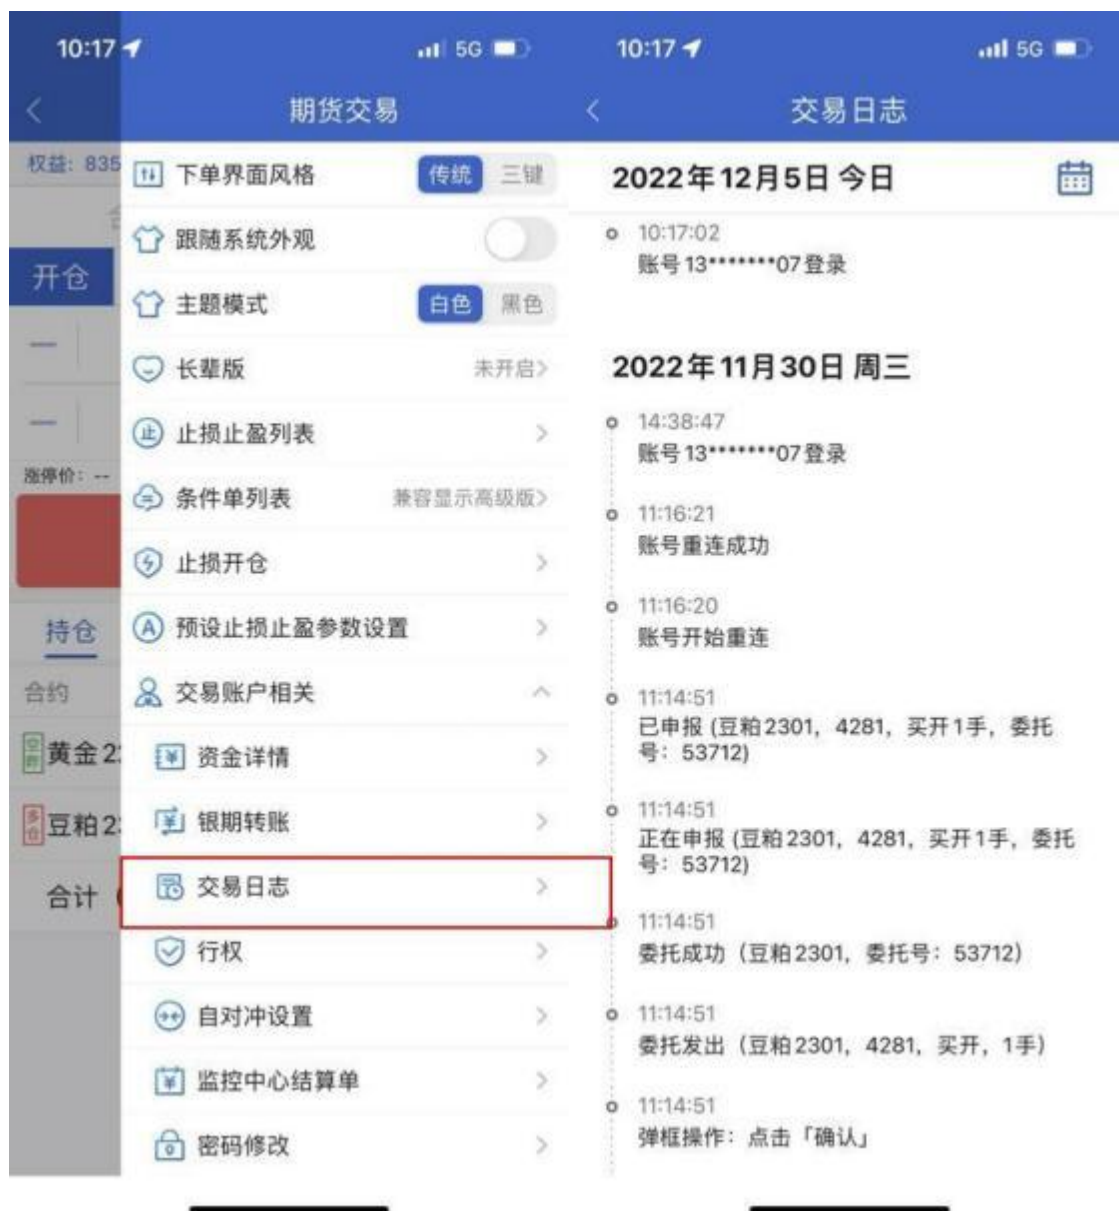 10:17
5G
期货交易
权益: 835
开仓
涨停价: --
持仓
合约
黄金2
多仓
豆粕2
合计
下单界面风格
传统 三键
跟随系统外观
主题模式
白色 黑色
长辈版
未开启>
止 止损止盈列表
条件单列表
兼容显示高级版>
止损开仓
A 预设止损止盈参数设置
交易账户相关
¥ 资金详情
¥ 银期转账
交易日志
行权
自对冲设置
¥ 监控中心结算单
密码修改
10:17
5G
交易日志
2022年12月5日 今日
10:17:02
账号13*******07登录
2022年11月30日 周三
14:38:47
账号13*******07登录
11:16:21
账号重连成功
11:16:20
账号开始重连
11:14:51
已申报 (豆粕2301, 4281, 买开1手, 委托
号: 53712)
11:14:51
正在申报 (豆粕2301, 4281, 买开1手, 委托
号: 53712)
11:14:51
委托成功（豆粕2301, 委托号: 53712）
11:14:51
委托发出（豆粕2301, 4281, 买开, 1手）
11:14:51
弹框操作: 点击「确认」